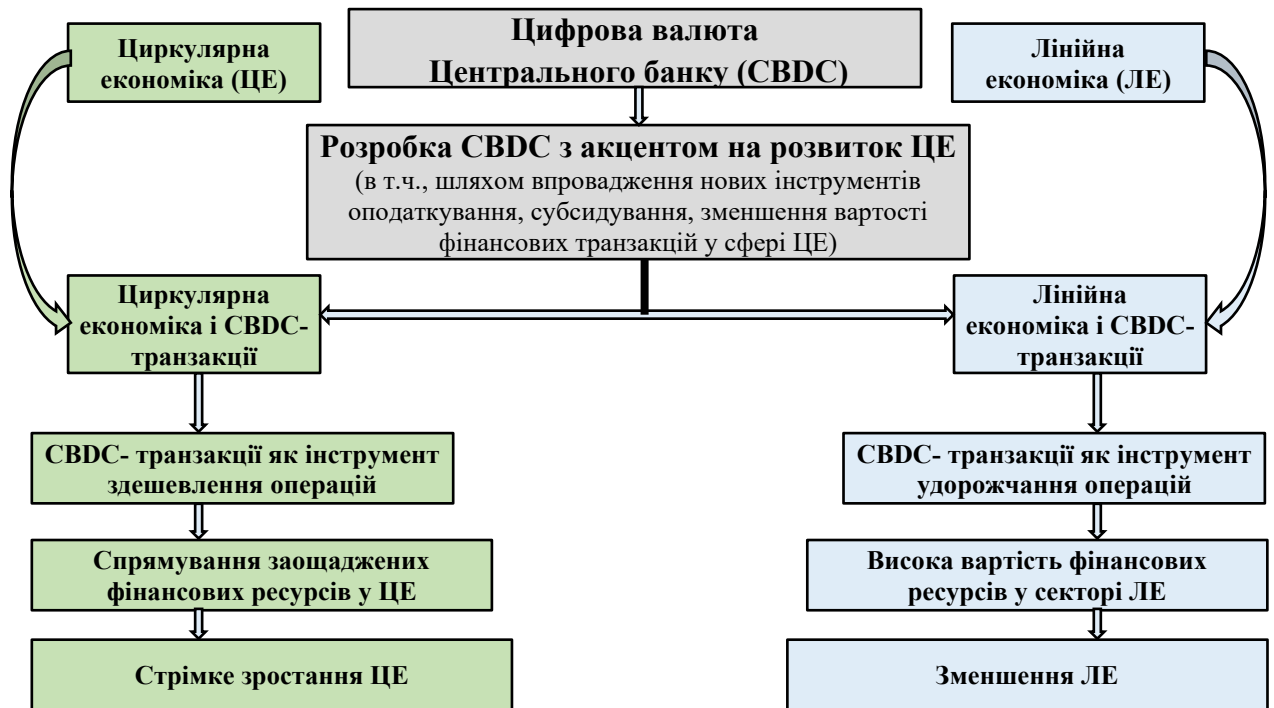 Циркулярна
економіка (ЦЕ)
Цифрова валюта
Центрального банку (CBDC)
Лінійна
економіка (ЛЕ)
Розробка CBDC з акцентом на розвиток ЦЕ
(в т.ч., шляхом впровадження нових інструментів
оподаткування, субсидування, зменшення вартості
фінансових транзакцій у сфері ЦЕ)
Циркулярна
економіка і CBDC-
транзакції
Лінійна
економіка і CBDC-
транзакції
CBDC- транзакції як інструмент
здешевлення операцій
CBDC- транзакції як інструмент
удорожчання операцій
Спрямування заощаджених
фінансових ресурсів у ЦЕ
Висока вартість фінансових
ресурсів у секторі ЛЕ
Стрімке зростання ЦЕ
Зменшення ЛЕ